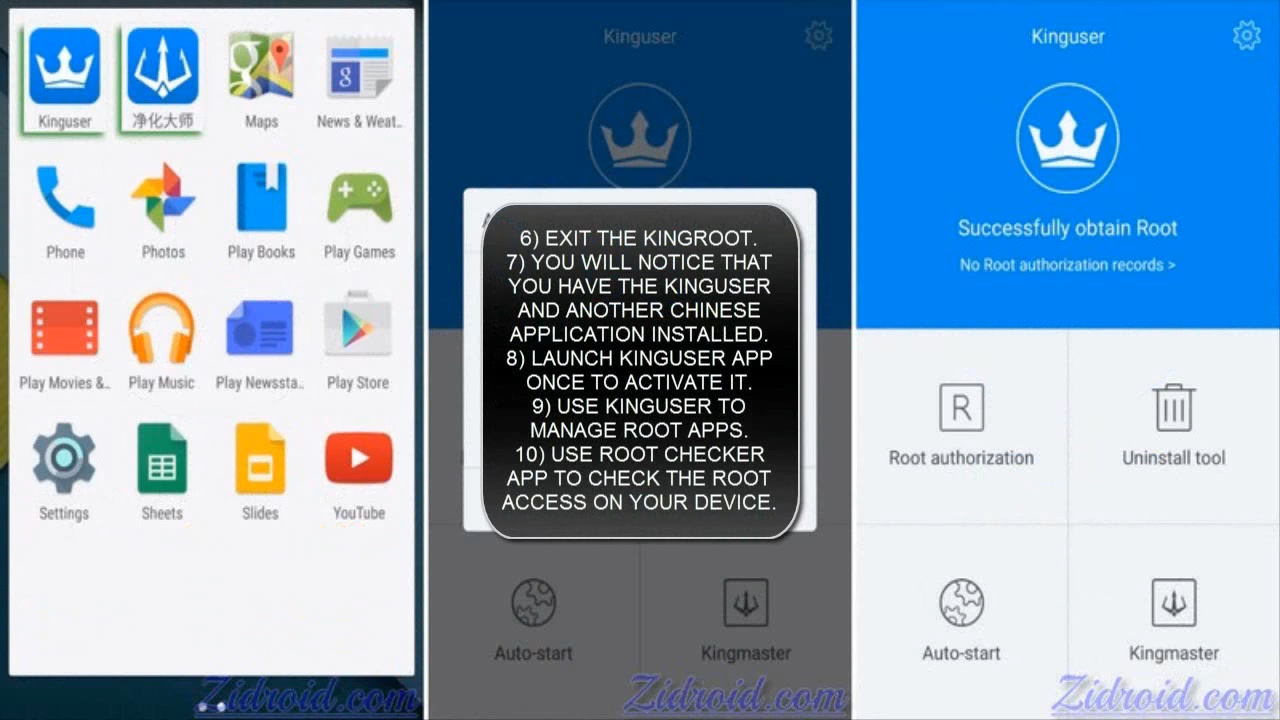 Kinguser
净化大师
Maps
News & Weat..
Phone
Photos
Play Books
Play Games
Play Movies &..
Play Music
Play Newssta..
Play Store
Settings
Sheets
Slides
YouTube
Zidroid.com
Kinguser
6) EXIT THE KINGROOT.
7) YOU WILL NOTICE THAT
YOU HAVE THE KINGUSER
AND ANOTHER CHINESE
APPLICATION INSTALLED.
8) LAUNCH KINGUSER APP
ONCE TO ACTIVATE IT.
9) USE KINGUSER TO
MANAGE ROOT APPS.
10) USE ROOT CHECKER
APP TO CHECK THE ROOT
ACCESS ON YOUR DEVICE.
Auto-start
Kingmaster
Zidroid.com
Kinguser
Successfully obtain Root
No Root authorization records >
R
Root authorization
Uninstall tool
Auto-start
Kingmaster
Zidroid.com